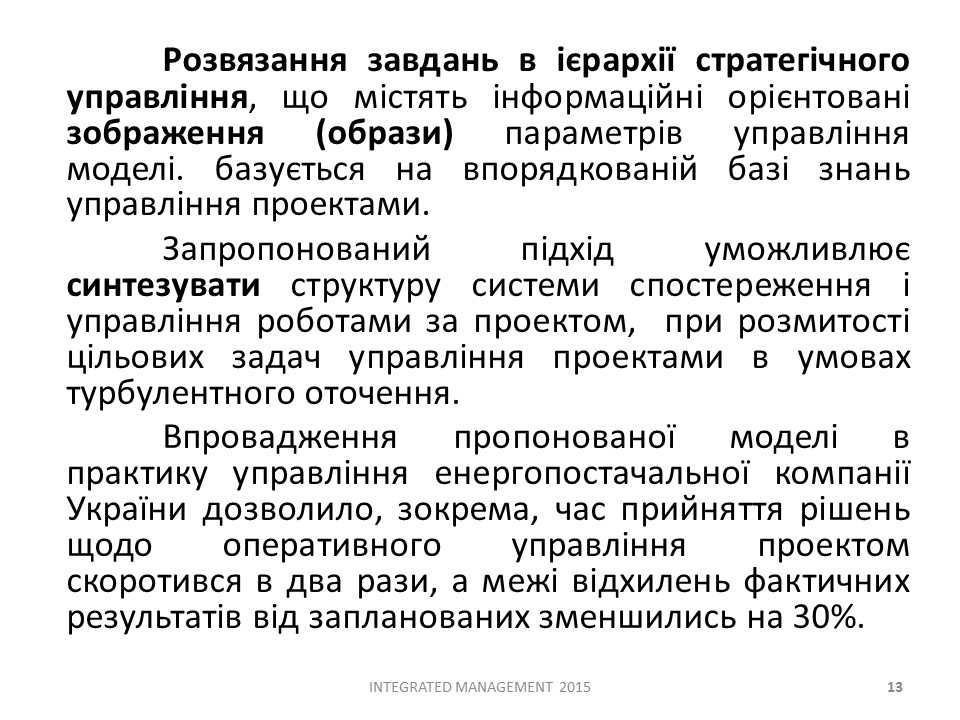 Розвязання завдань в ієрархії стратегічного
управління, що містять інформаційні орієнтовані
зображення (образи) параметрів управління
моделі. базується на впорядкованій базі знань
управління проектами.
Запропонований підхід уможливлює
синтезувати структуру системи спостереження і
управління роботами за проектом, при розмитості
цільових задач управління проектами в умовах
турбулентного оточення.
Впровадження пропонованої моделі в
практику управління енергопостачальної компанії
України дозволило, зокрема, час прийняття рішень
щодо оперативного управління проектом
скоротився в два рази, а межі відхилень фактичних
результатів від запланованих зменшились на 30%.
INTEGRATED MANAGEMENT 2015
13